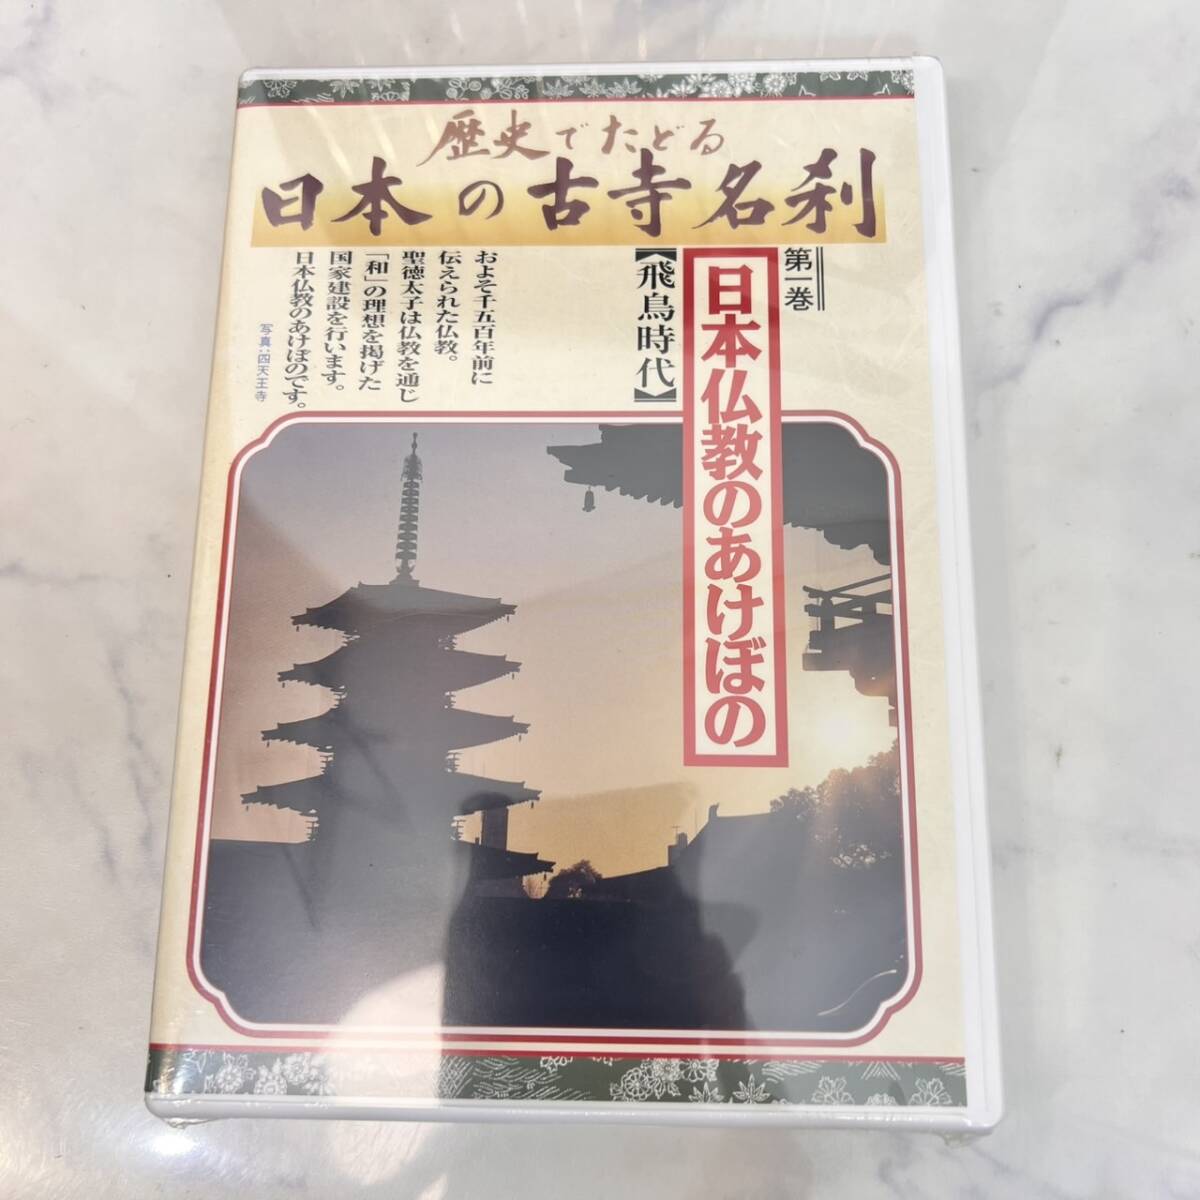 歴史でたどる
日本の古寺名刹
第一巻
日本仏教のあけぼの
【飛鳥時代】
およそ千五百年前に
伝えられた仏教。
聖徳太子は仏教を通じ
「和」の理想を掲げた
国家建設を行います。
日本仏教のあけぼのです。
写真:四天王寺